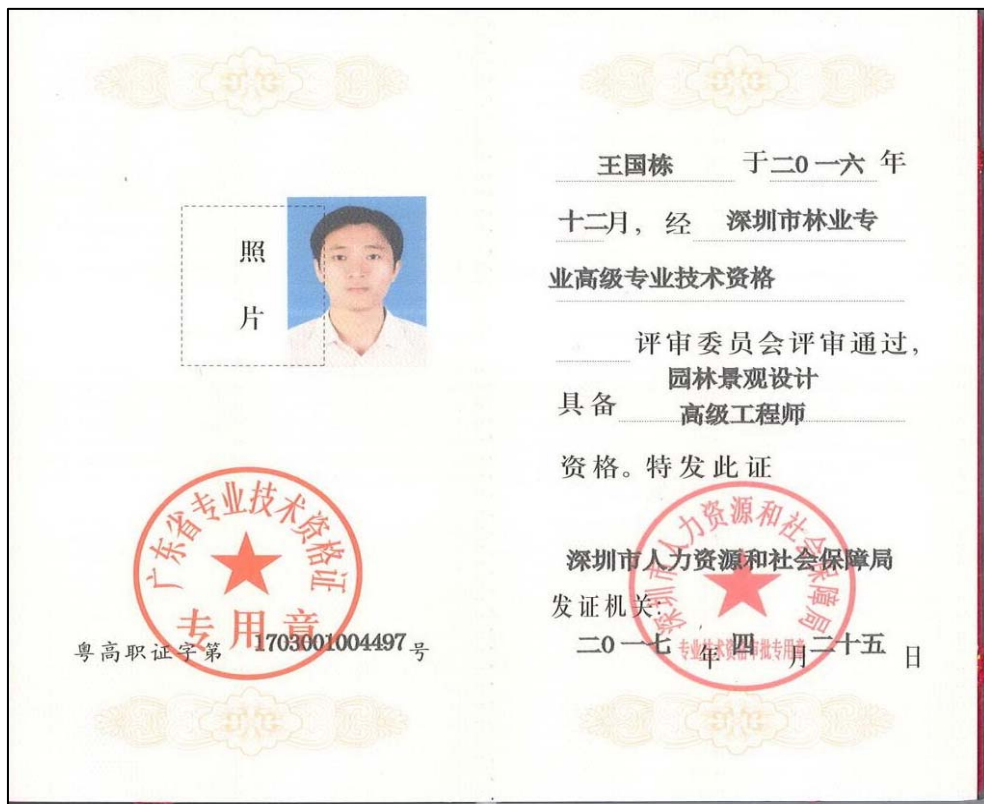 照
片
广东省专业技术资格证
专用章
粤高职证字第 1703001004497 号
王国栋 于二0一六 年
十二月，经 深圳市林业专
业高级专业技术资格
评审委员会评审通过，
园林景观设计
具备 高级工程师
资格。特发此证
深圳市人力资源和社会保障局
深圳市人力资源和社会保障局
发证机关：
专业技术资格审批专用章
二0一七 年 四 月 二十五 日